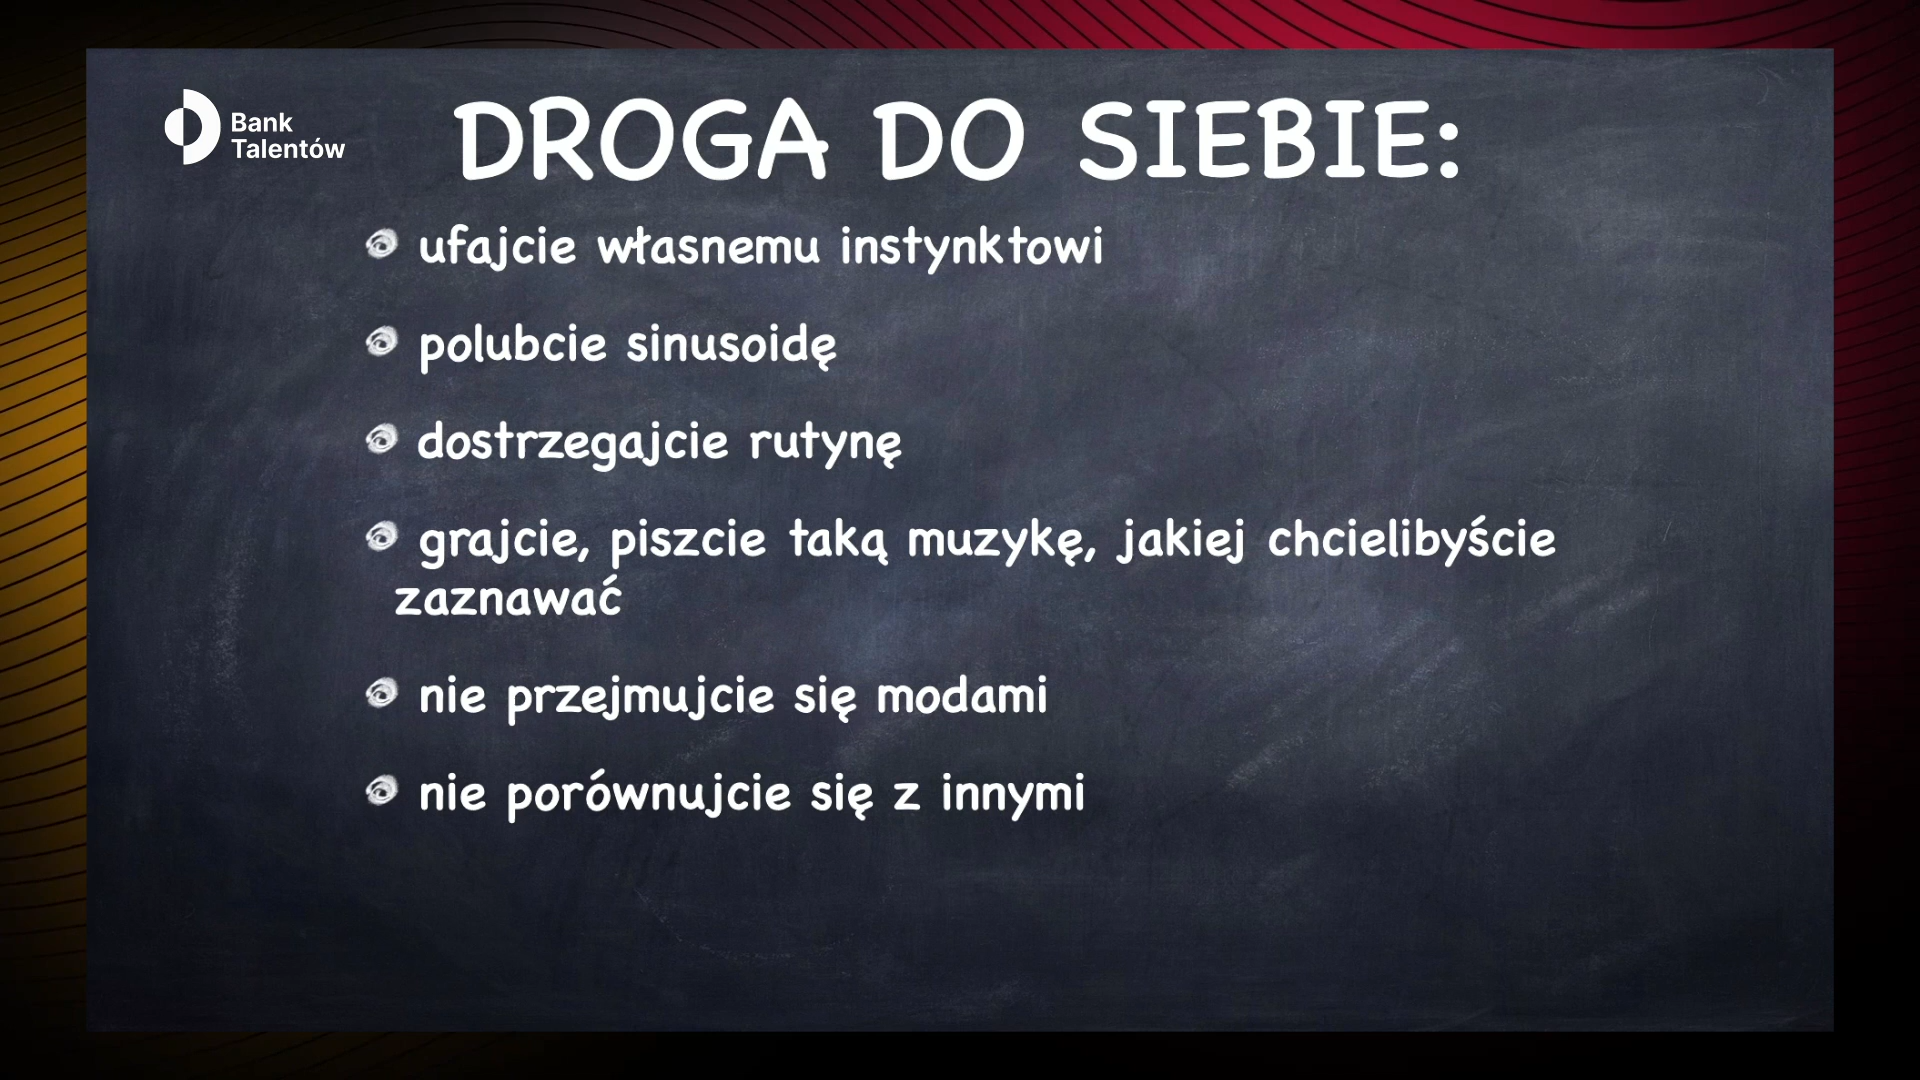 Bank
Talentów
DROGA DO SIEBIE:
ufajcie własnemu instynktowi
polubcie sinusoidę
dostrzegajcie rutynę
grajcie, piszcie taką muzykę, jakiej chcielibyście
zaznawać
nie przejmujcie się modami
nie porównujcie się z innymi